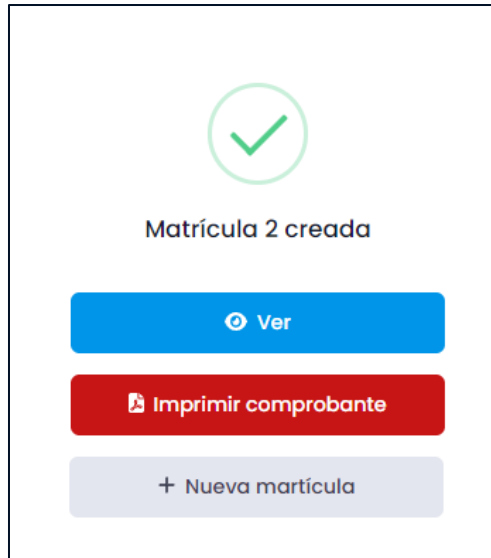 Matrícula 2 creada
Ver
Imprimir comprobante
+ Nueva martícula